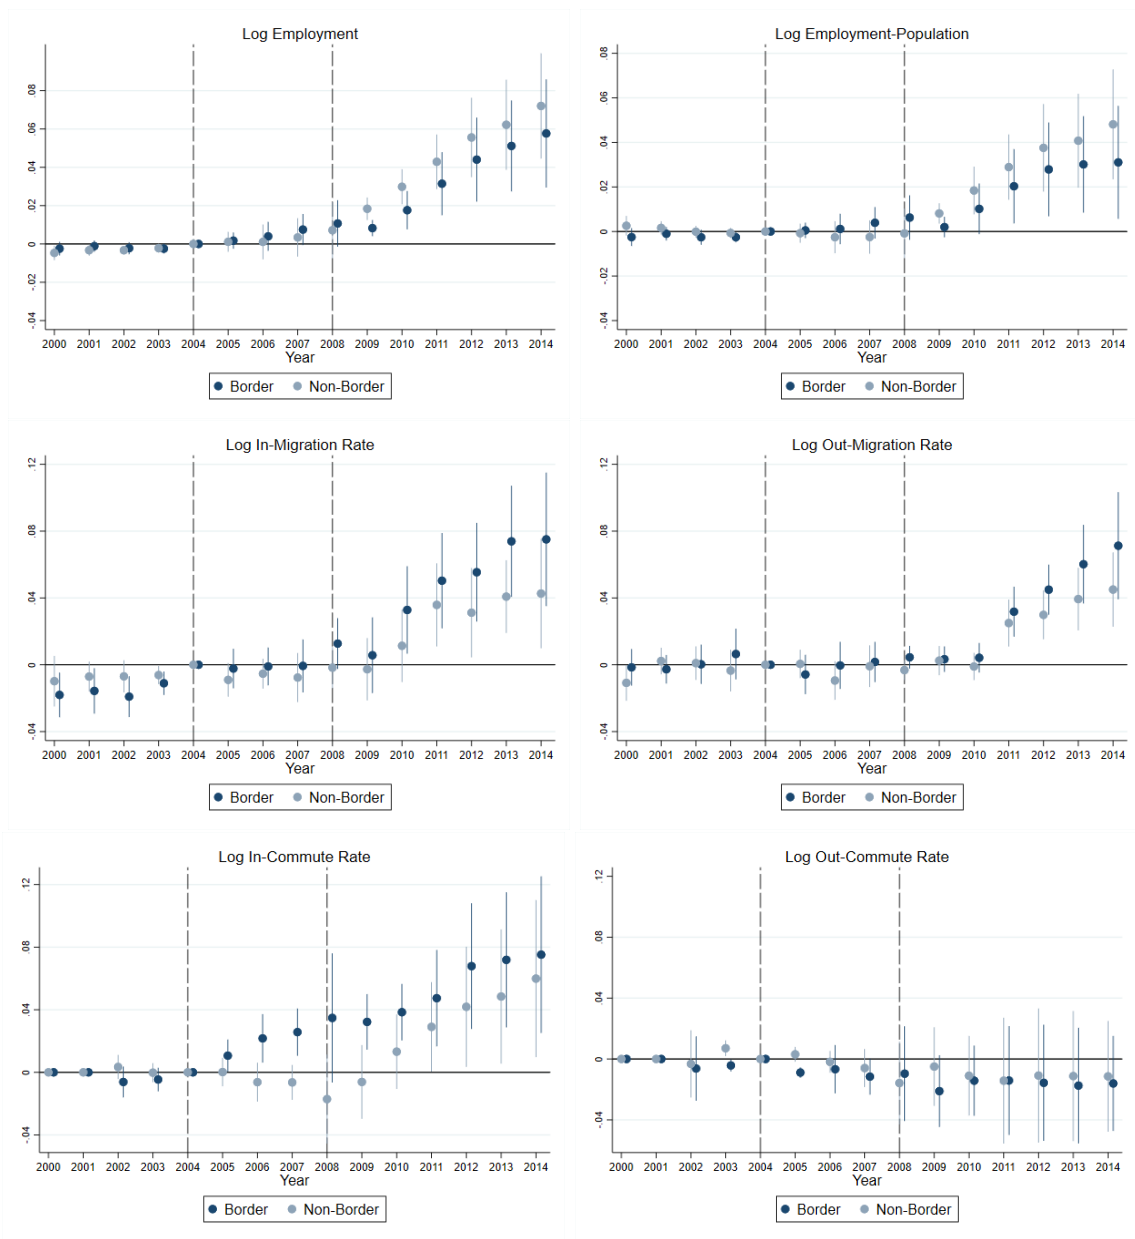 Log Employment
.08
.06
.04
.02
0
-.02
-.04
2000 2001 2002 2003 2004 2005 2006 2007 2008 2009 2010 2011 2012 2013 2014
Year
Border Non-Border
Log Employment-Population
.08
.06
.04
.02
0
-.02
-.04
2000 2001 2002 2003 2004 2005 2006 2007 2008 2009 2010 2011 2012 2013 2014
Year
Border Non-Border
Log In-Migration Rate
.12
.08
.04
0
-.04
2000 2001 2002 2003 2004 2005 2006 2007 2008 2009 2010 2011 2012 2013 2014
Year
Border Non-Border
Log Out-Migration Rate
.12
.08
.04
0
-.04
2000 2001 2002 2003 2004 2005 2006 2007 2008 2009 2010 2011 2012 2013 2014
Year
Border Non-Border
Log In-Commute Rate
.12
.08
.04
0
-.04
2000 2001 2002 2003 2004 2005 2006 2007 2008 2009 2010 2011 2012 2013 2014
Year
Border Non-Border
Log Out-Commute Rate
.12
.08
.04
0
-.04
2000 2001 2002 2003 2004 2005 2006 2007 2008 2009 2010 2011 2012 2013 2014
Year
Border Non-Border